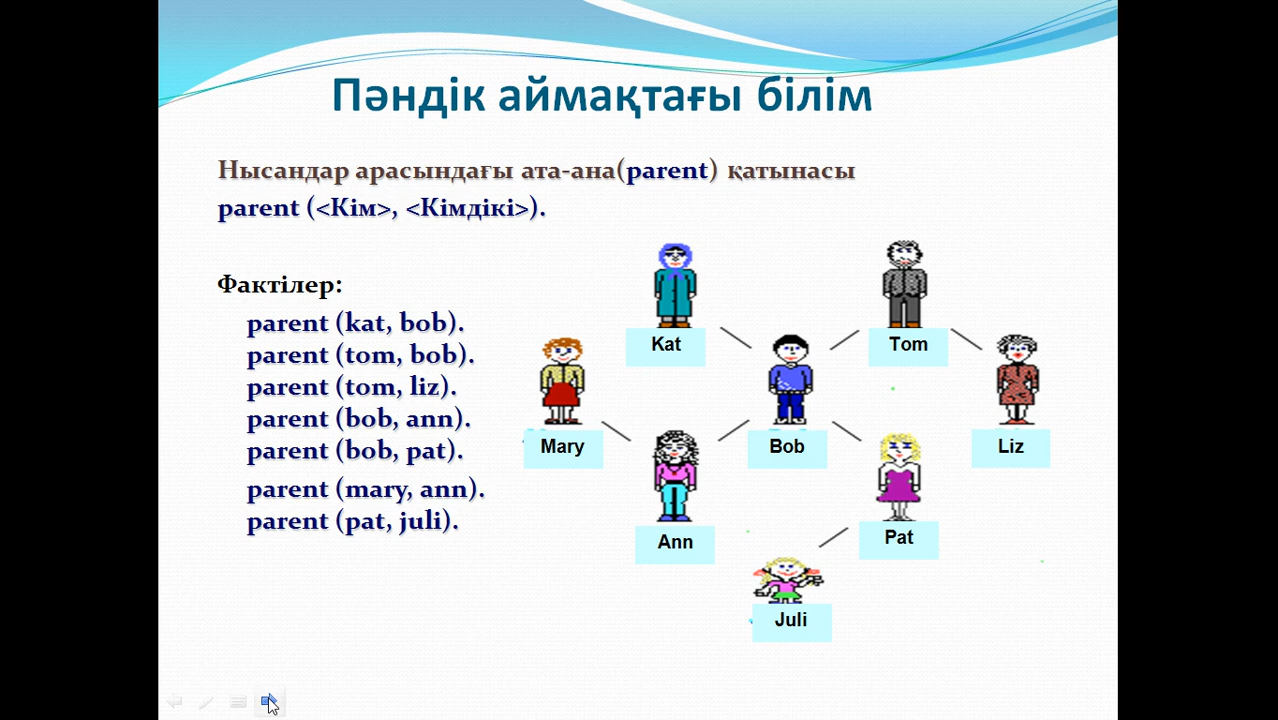 Пәндік аймақтағы білім
Нысандар арасындағы ата-ана(parent) қатынасы
parent (<Кім>, <Кімдікі>).
Фактілер:
parent (kat, bob).
parent (tom, bob).
parent (tom, liz).
parent (bob, ann).
parent (bob, pat).
parent (mary, ann).
parent (pat, juli).
Kat
Tom
Mary
Bob
Liz
Ann
Pat
Juli